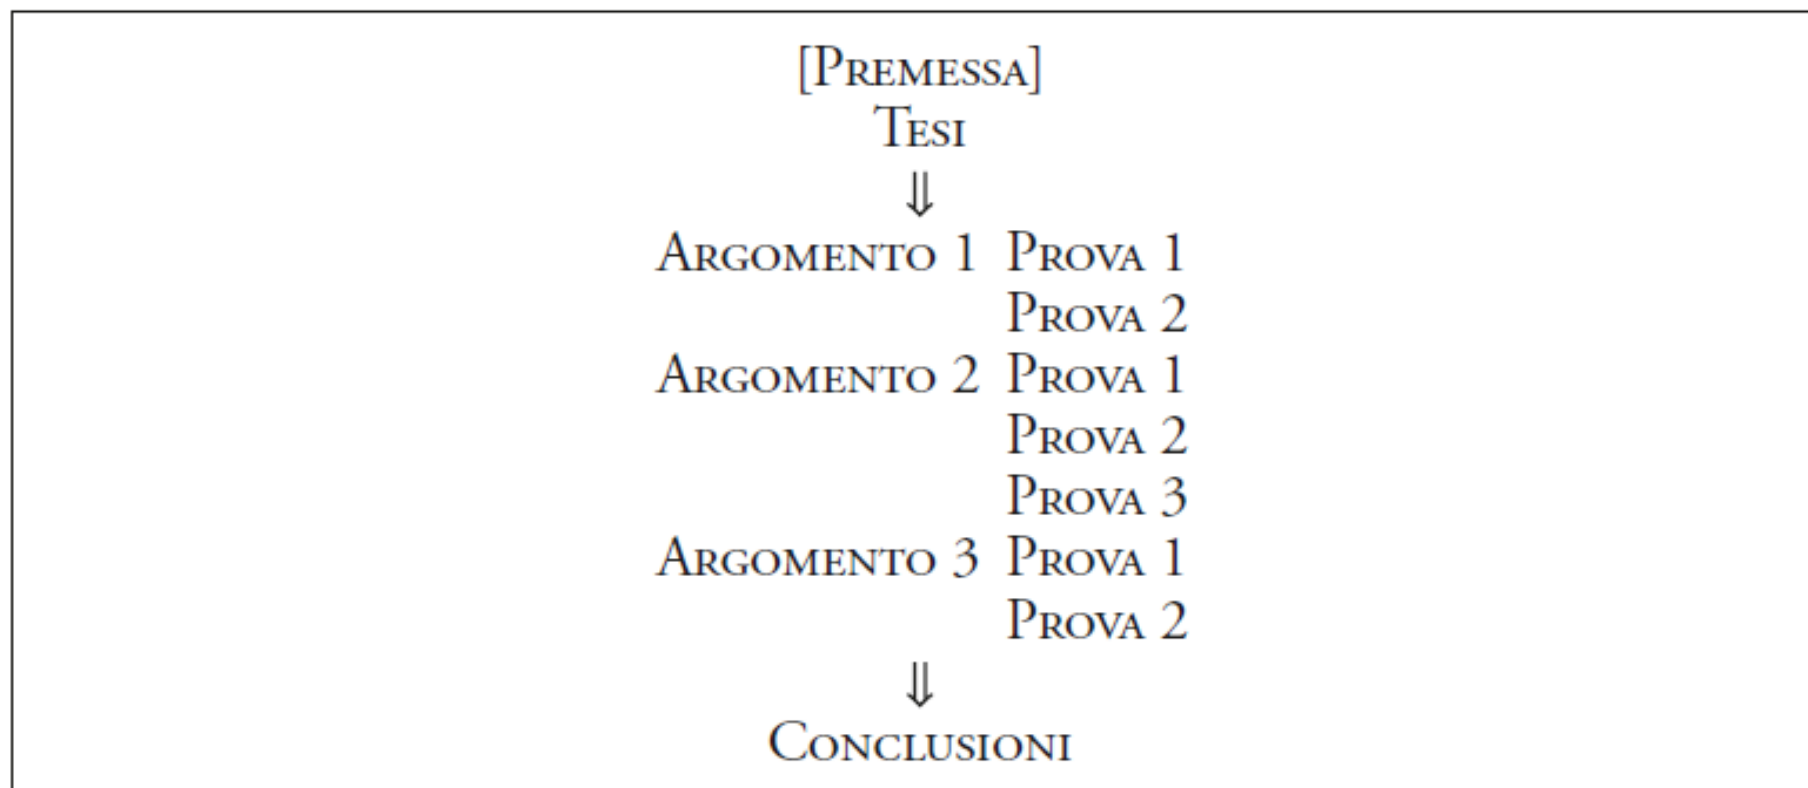 [Premessa]
Tesi
⇓
Argomento 1 Prova 1
Prova 2
Argomento 2 Prova 1
Prova 2
Prova 3
Argomento 3 Prova 1
Prova 2
⇓
Conclusioni